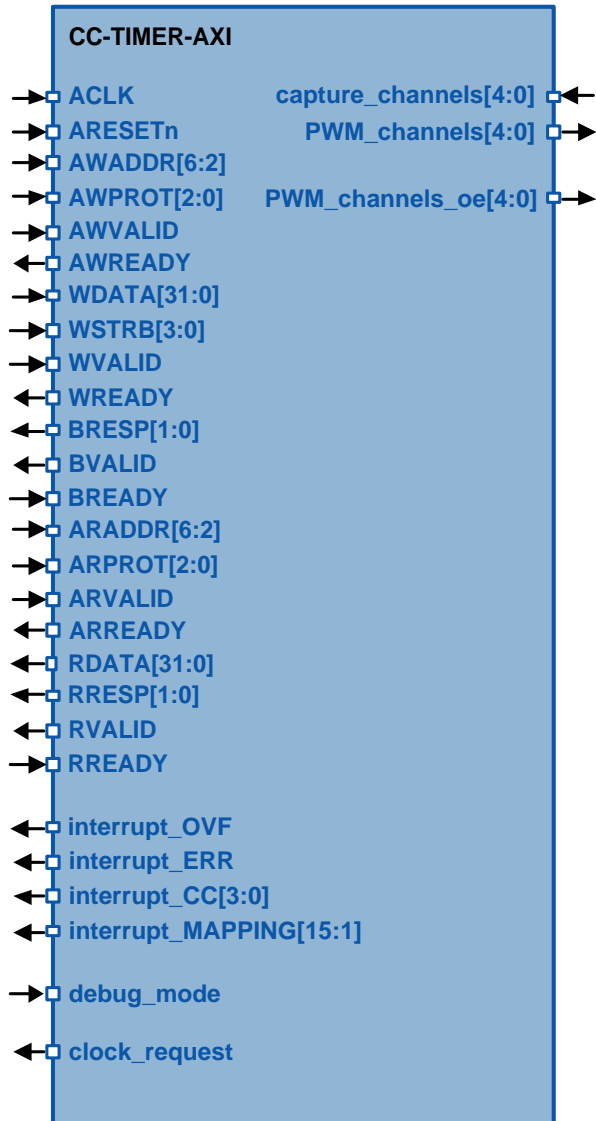 CC-TIMER-AXI
ACLK capture_channels[4:0]
ARESETn PWM_channels[4:0]
AWADDR[6:2]
AWPROT[2:0] PWM_channels_oe[4:0]
AWVALID
AWREADY
WDATA[31:0]
WSTRB[3:0]
WVALID
WREADY
BRESP[1:0]
BVALID
BREADY
ARADDR[6:2]
ARPROT[2:0]
ARVALID
ARREADY
RDATA[31:0]
RRESP[1:0]
RVALID
RREADY
interrupt_OVF
interrupt_ERR
interrupt_CC[3:0]
interrupt_MAPPING[15:1]
debug_mode
clock_request